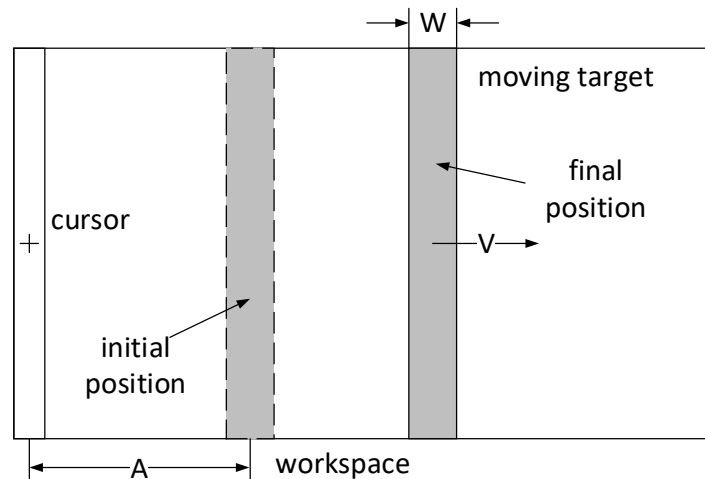 W
moving target
final
position
cursor
V
initial
position
A
workspace